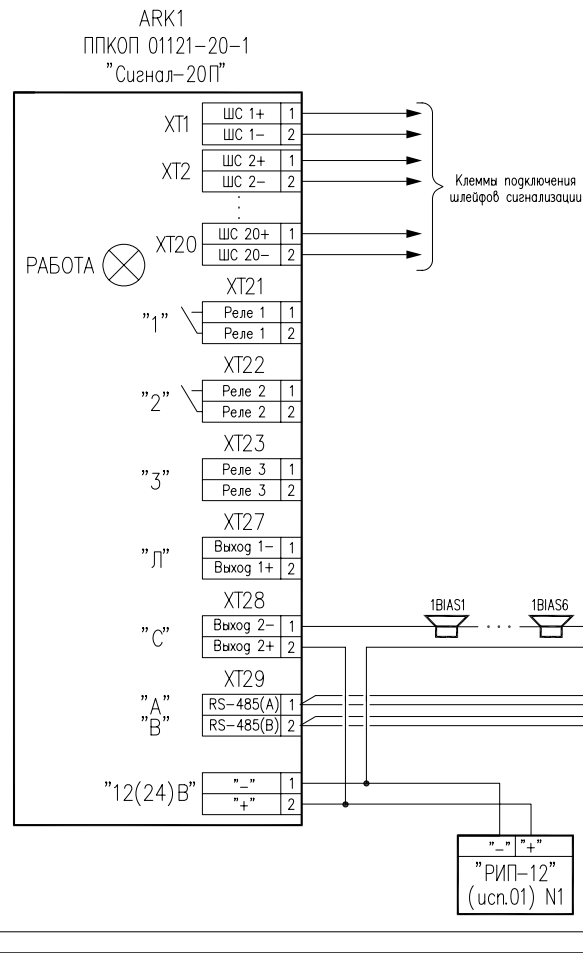 ARK1
ППКОП 01121-20-1
"Сигнал-20П"
XT1
ШС 1+ 1
ШС 1- 2
XT2
ШС 2+ 1
ШС 2- 2
XT20
ШС 20+ 1
ШС 20- 2
Клеммы подключения
шлейфов сигнализации
РАБОТА
XT21
"1"
Реле 1 1
Реле 1 2
XT22
"2"
Реле 2 1
Реле 2 2
XT23
"3"
Реле 3 1
Реле 3 2
XT27
"Л"
Выход 1- 1
Выход 1+ 2
XT28
"С"
Выход 2- 1
Выход 2+ 2
1BIAS1 ... 1BIAS6
XT29
"A" RS-485(A) 1
"B" RS-485(B) 2
"12(24)В"
"-" 1
"+" 2
"-" "+"
"РИП-12"
(исп.01) N1